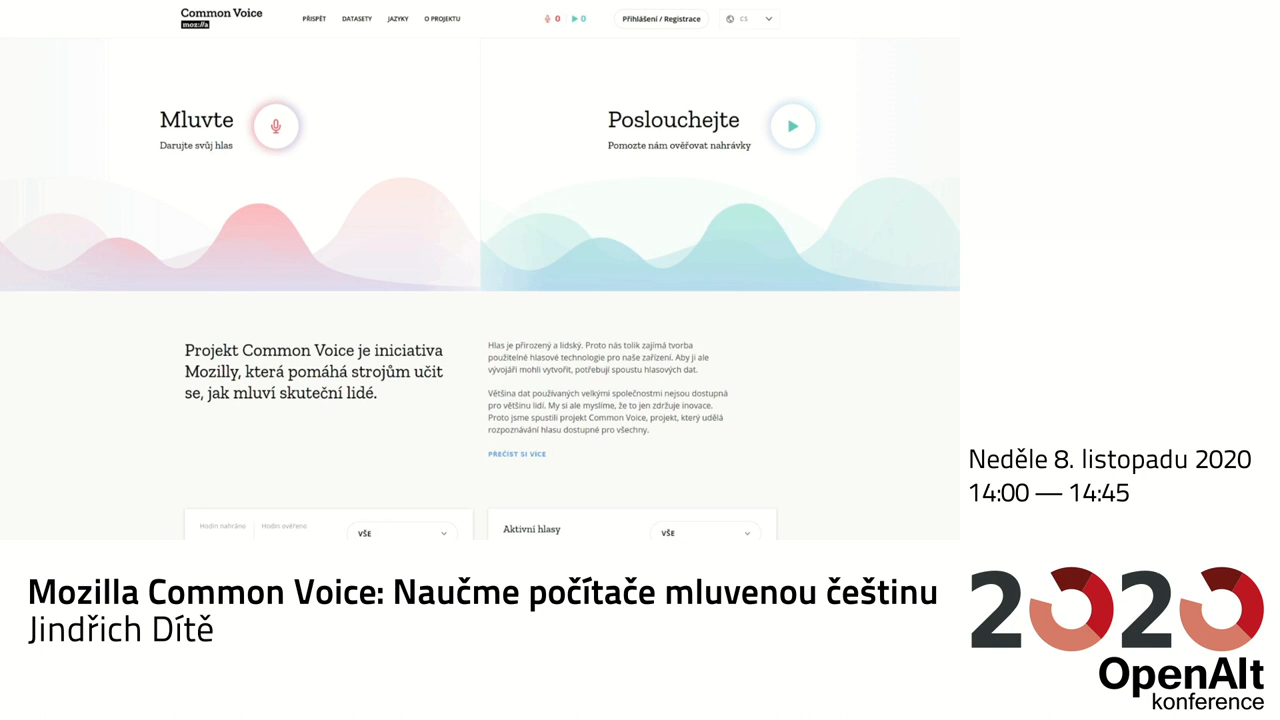 Common Voice
moz://a
PŘISPĚT
DATASETY
JAZYKY
O PROJEKTU
0
0
Přihlášení / Registrace
CS
Mluvte
Darujte svůj hlas
Poslouchejte
Pomozte nám ověřovat nahrávky
Projekt Common Voice je iniciativa
Mozilly, která pomáhá strojům učit
se, jak mluví skuteční lidé.
Hlas je přirozený a lidský. Proto nás tolik zajímá tvorba
použitelné hlasové technologie pro naše zařízení. Aby ji ale
vývojáři mohli vytvořit, potřebují spoustu hlasových dat.
Většina dat používaných velkými společnostmi nejsou dostupná
pro většinu lidí. My si ale myslíme, že to jen zdržuje inovace.
Proto jsme spustili projekt Common Voice, projekt, který udělá
rozpoznávání hlasu dostupné pro všechny.
PŘEČÍST SI VÍCE
Hodin nahráno
Hodin ověřeno
VŠE
Aktivní hlasy
VŠE
Neděle 8. listopadu 2020
14:00 — 14:45
Mozilla Common Voice: Naučme počítače mluvenou češtinu
Jindřich Dítě
2020
OpenAlt
konference